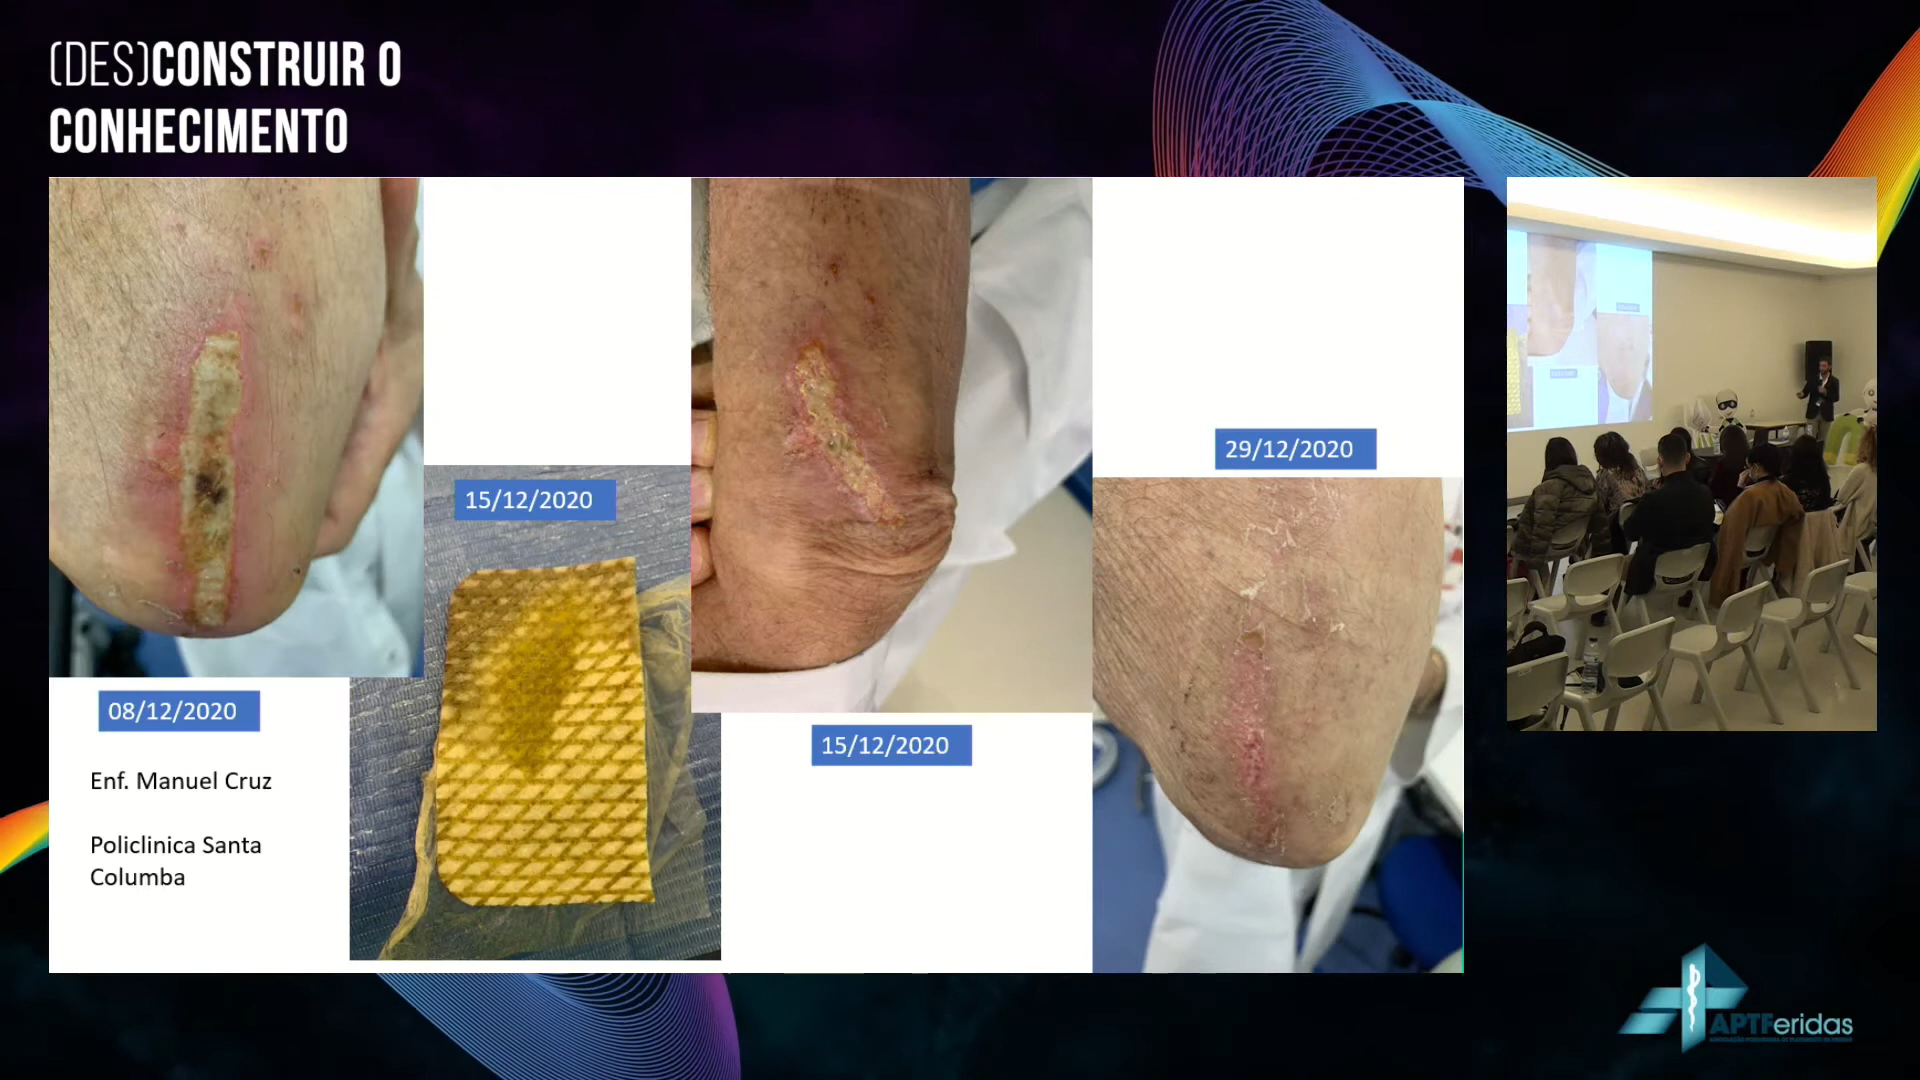 (DES)CONSTRUIR O
CONHECIMENTO
29/12/2020
15/12/2020
08/12/2020
15/12/2020
Enf. Manuel Cruz
Policlinica Santa
Columba
APTFeridas